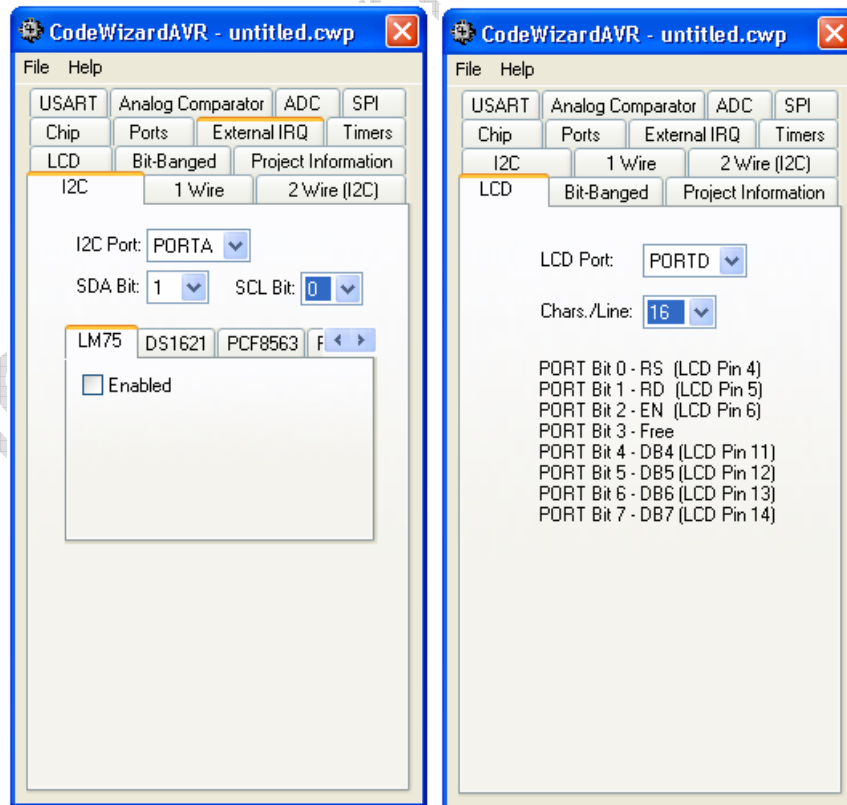 CodeWizardAVR - untitled.cwp
File Help
USART Analog Comparator ADC SPI
Chip Ports External IRQ Timers
LCD Bit-Banged Project Information
I2C 1 Wire 2 Wire (I2C)
I2C Port: PORTA
SDA Bit: 1 SCL Bit: 0
LM75 DS1621 PCF8563
Enabled
CodeWizardAVR - untitled.cwp
File Help
USART Analog Comparator ADC SPI
Chip Ports External IRQ Timers
I2C 1 Wire 2 Wire (I2C)
LCD Bit-Banged Project Information
LCD Port: PORTD
Chars./Line: 16
PORT Bit 0 - RS (LCD Pin 4)
PORT Bit 1 - RD (LCD Pin 5)
PORT Bit 2 - EN (LCD Pin 6)
PORT Bit 3 - Free
PORT Bit 4 - DB4 (LCD Pin 11)
PORT Bit 5 - DB5 (LCD Pin 12)
PORT Bit 6 - DB6 (LCD Pin 13)
PORT Bit 7 - DB7 (LCD Pin 14)